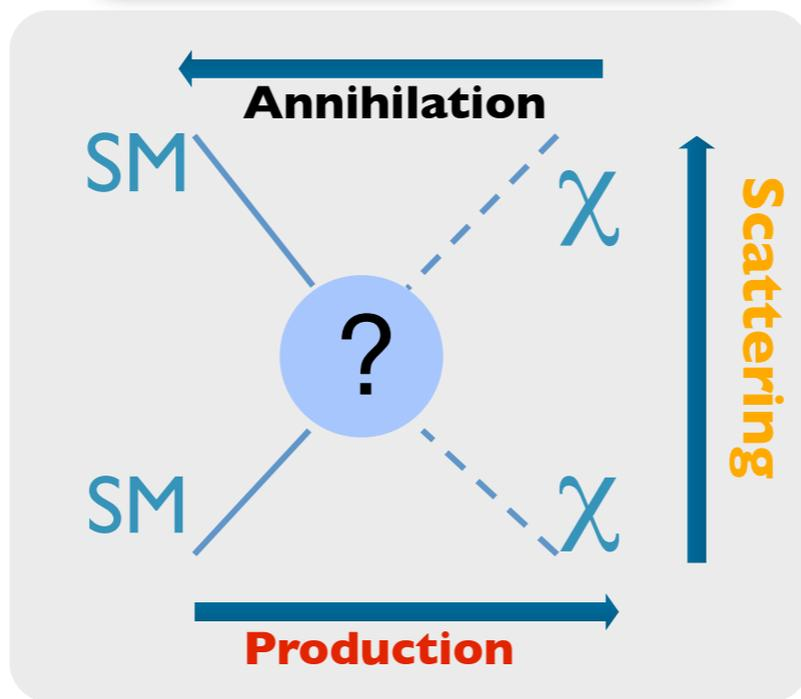 Annihilation
SM
χ
Scattering
?
SM
χ
Production